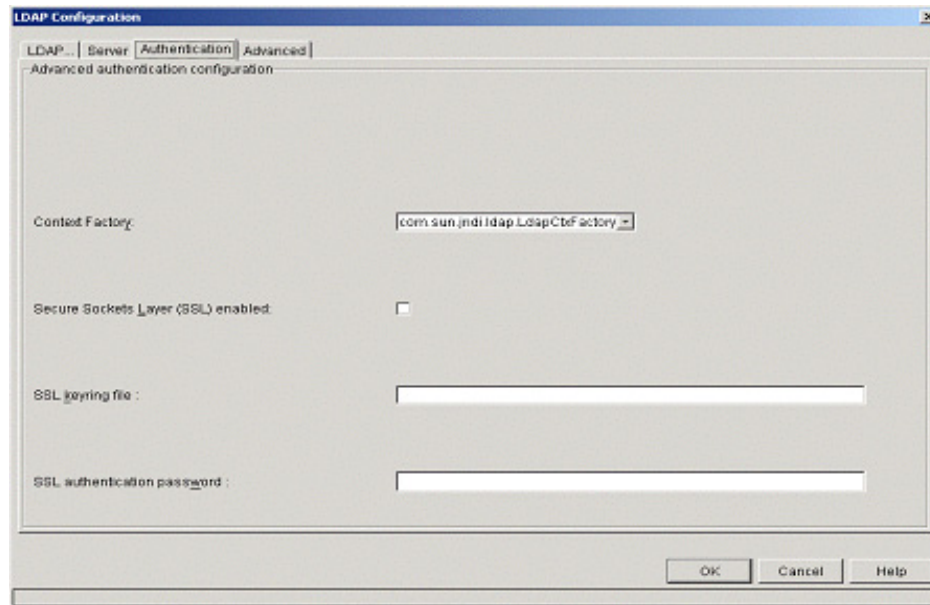 LDAP Configuration
LDAP... Server Authentication Advanced
Advanced authentication configuration
Context Factory:
com.sun.jndi.ldap.LdapCtxFactory
Secure Sockets Layer (SSL) enabled:
SSL keyring file :
SSL authentication password :
OK Cancel Help